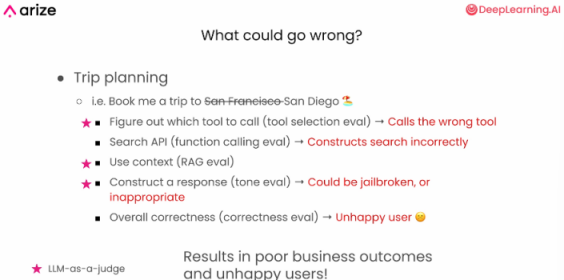 arize
DeepLearning.AI
What could go wrong?
● Trip planning
○ i.e. Book me a trip to San Francisco San Diego 🏖️
★ ■ Figure out which tool to call (tool selection eval) → Calls the wrong tool
■ Search API (function calling eval) → Constructs search incorrectly
★ ■ Use context (RAG eval)
★ ■ Construct a response (tone eval) → Could be jailbroken, or
inappropriate
■ Overall correctness (correctness eval) → Unhappy user 😊
★ LLM-as-a-judge
Results in poor business outcomes
and unhappy users!